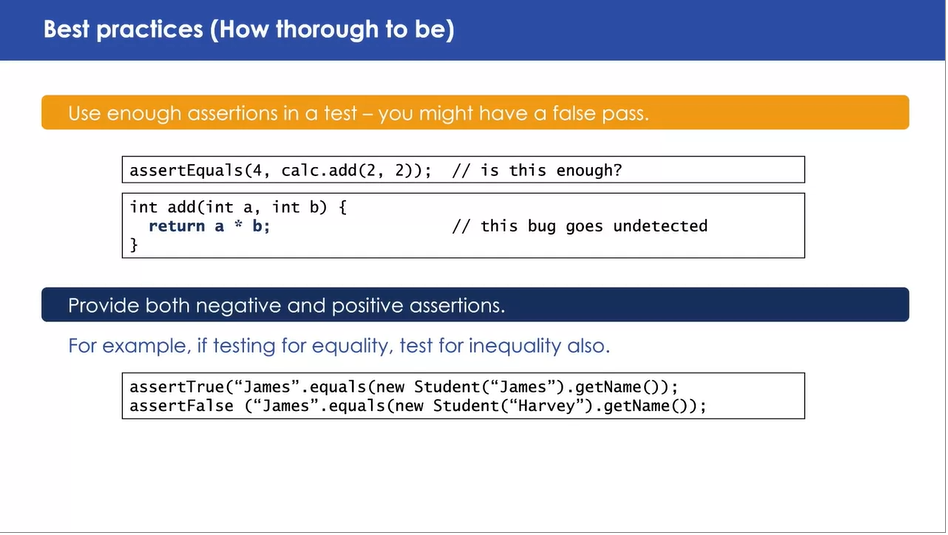 Best practices (How thorough to be)
Use enough assertions in a test – you might have a false pass.
assertEquals(4, calc.add(2, 2));  // is this enough?
int add(int a, int b) {
  return a * b;                   // this bug goes undetected
}
Provide both negative and positive assertions.
For example, if testing for equality, test for inequality also.
assertTrue(“James”.equals(new Student(“James”).getName());
assertFalse (“James”.equals(new Student(“Harvey”).getName());